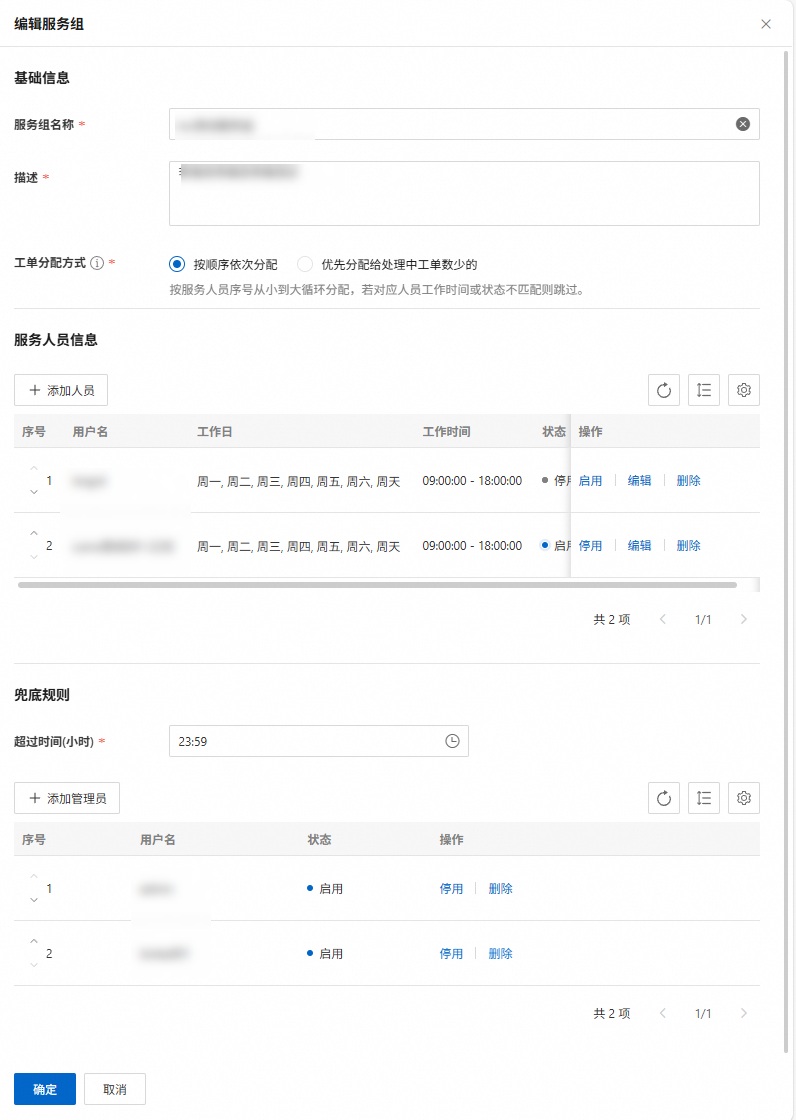 编辑服务组
基础信息
服务组名称 *
描述 *
工单分配方式 *
按顺序依次分配 优先分配给处理中工单数少的
按服务人员序号从小到大循环分配，若对应人员工作时间或状态不匹配则跳过。
服务人员信息
添加人员
序号 用户名 工作日 工作时间 状态 操作
1 周一, 周二, 周三, 周四, 周五, 周六, 周天 09:00:00 - 18:00:00 停 启用 编辑 删除
2 周一, 周二, 周三, 周四, 周五, 周六, 周天 09:00:00 - 18:00:00 启 停用 编辑 删除
共 2 项 1/1
兜底规则
超过时间(小时) * 23:59
添加管理员
序号 用户名 状态 操作
1 启用 停用 删除
2 启用 停用 删除
共 2 项 1/1
确定 取消